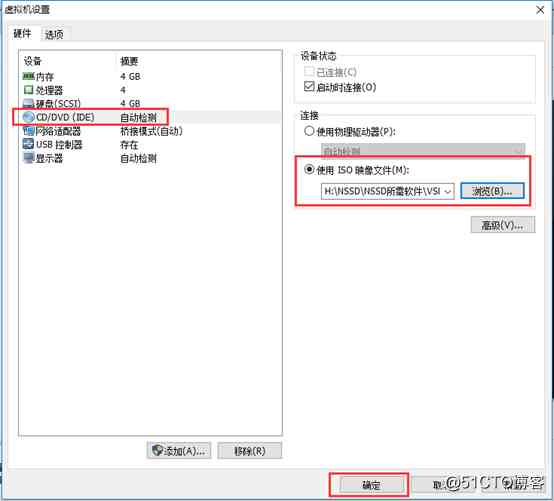 虚拟机设置
硬件 选项
设备 摘要
内存 4 GB
处理器 4
硬盘(SCSI) 4 GB
CD/DVD (IDE) 自动检测
网络适配器 桥接模式(自动)
USB 控制器 存在
显示器 自动检测
添加(A)... 移除(R)
设备状态
已连接(C)
启动时连接(O)
连接
使用物理驱动器(P):
自动检测
使用 ISO 映像文件(M):
H:\NSSD\NSSD所需软件\VSI 浏览(B)...
高级(V)...
确定 取消 帮助
@51CTO博客